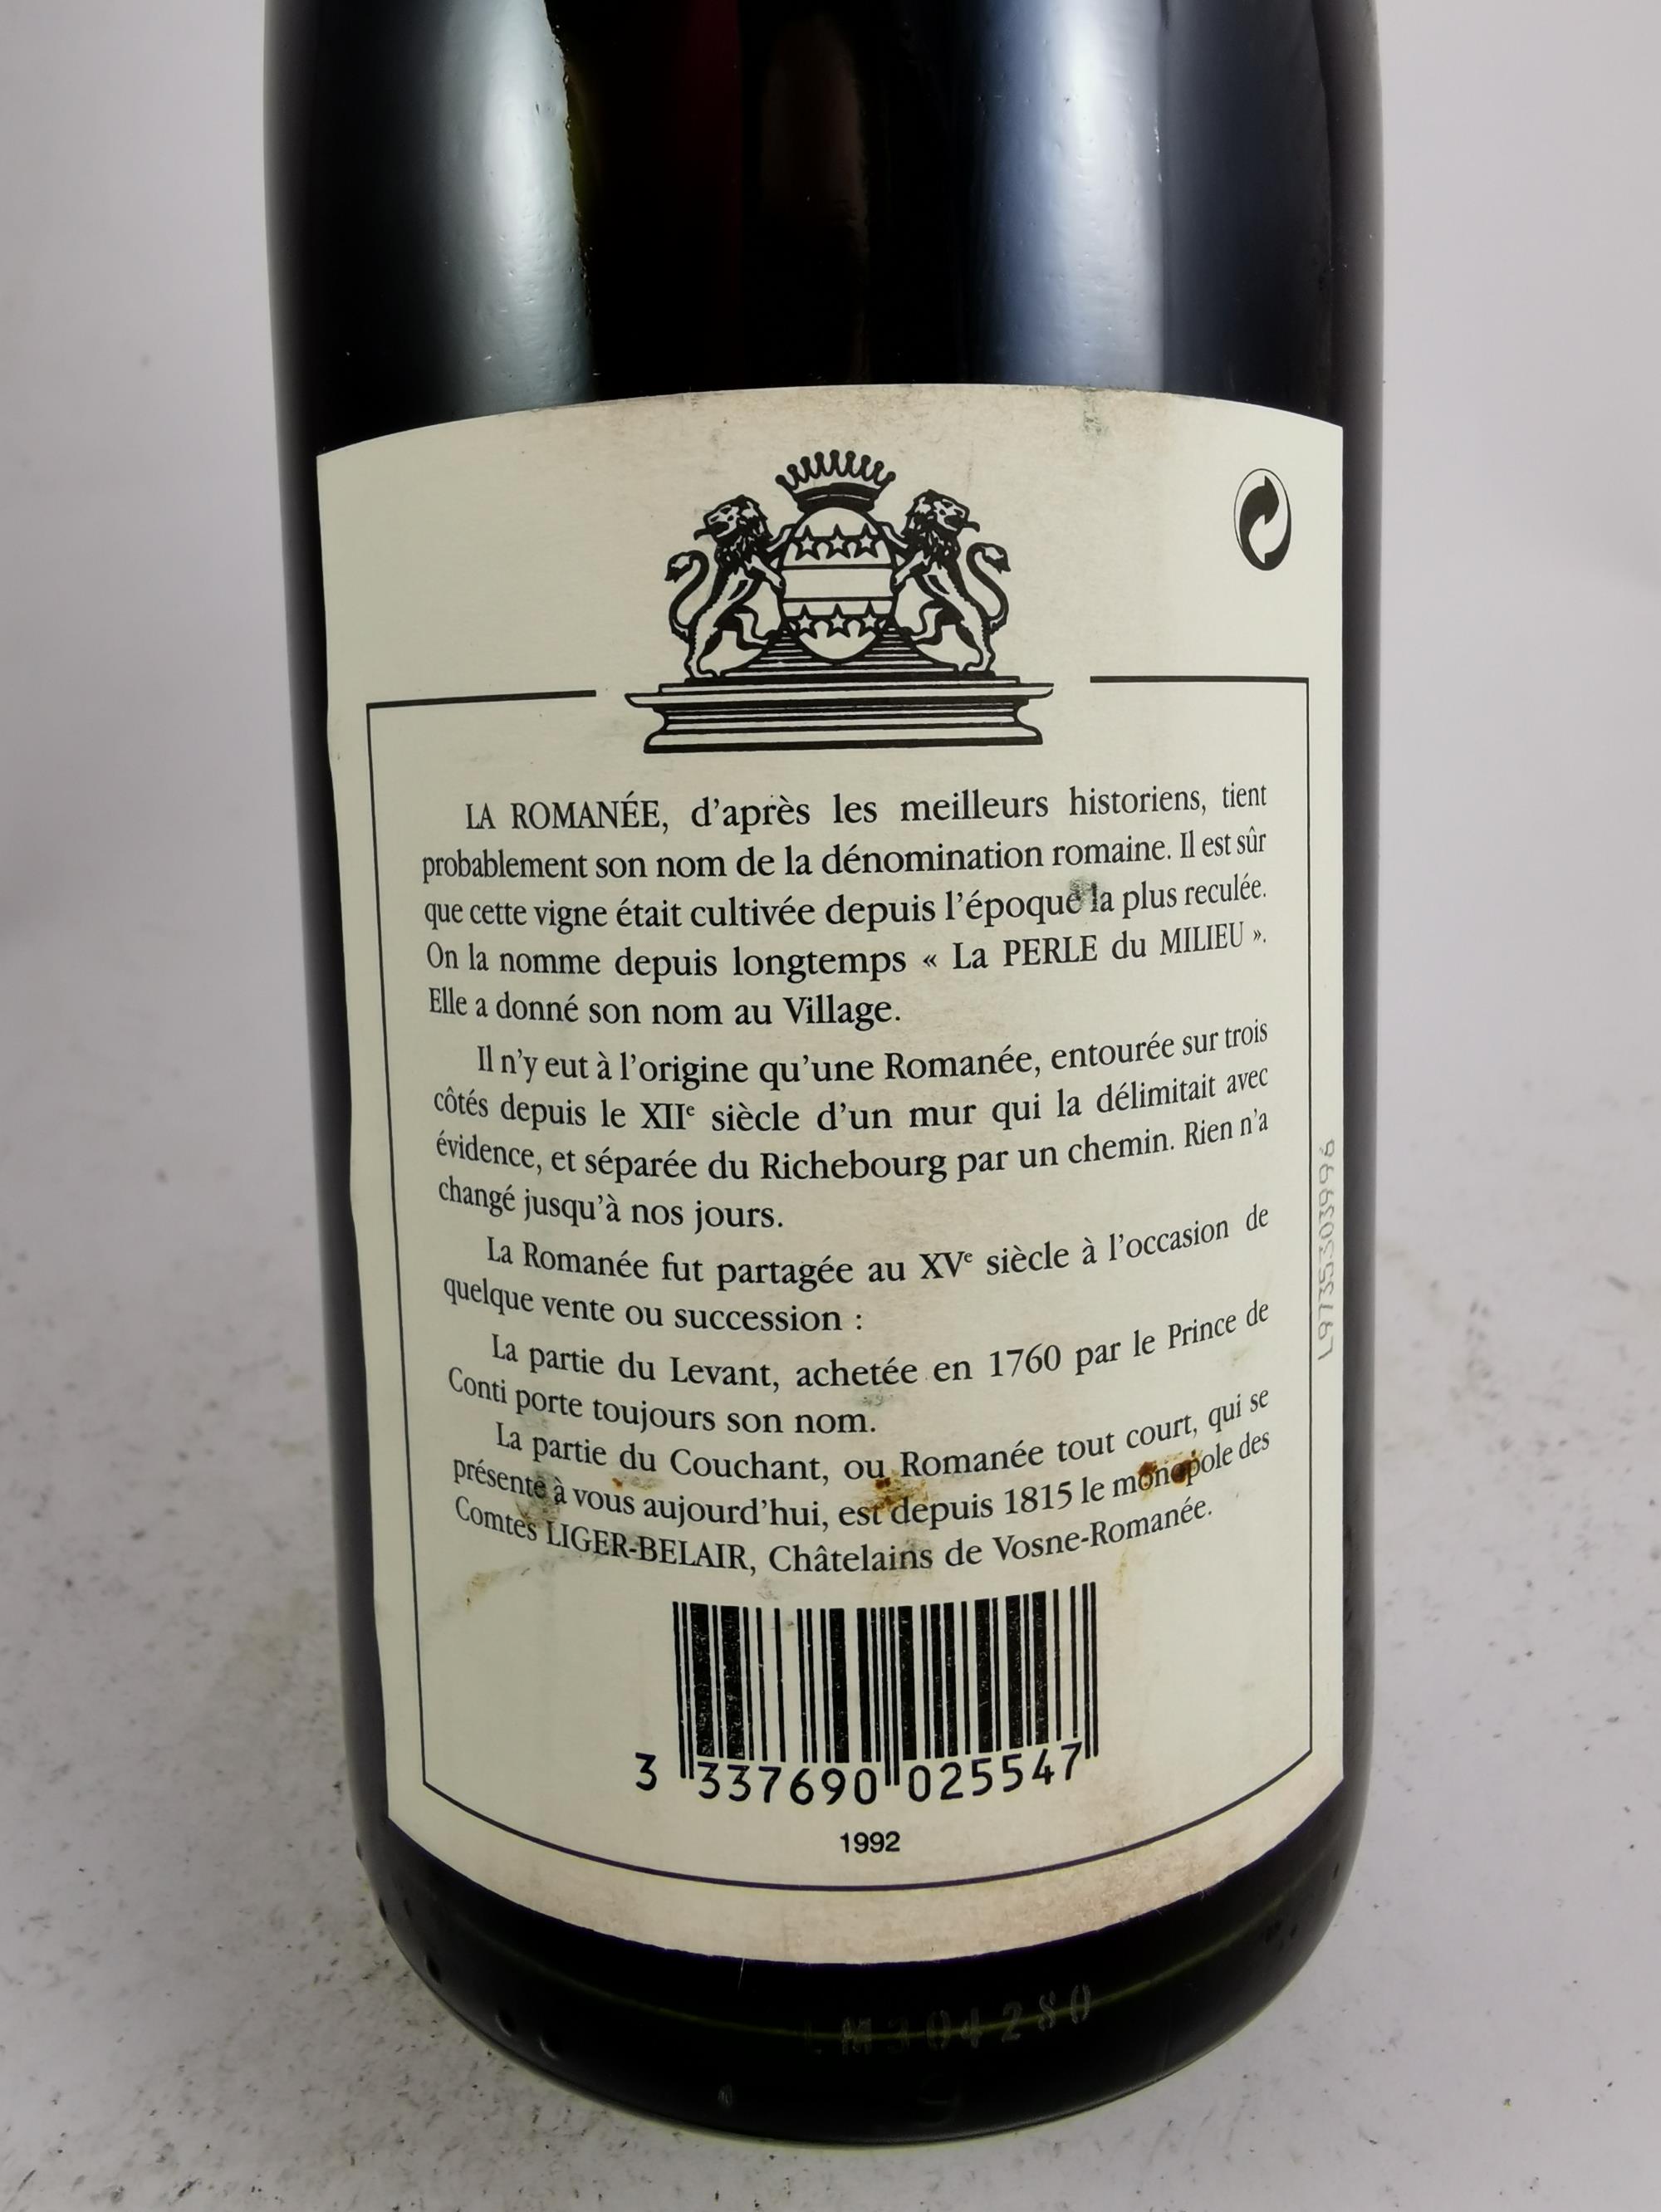 LA ROMANÉE, d'après les meilleurs historiens, tient
probablement son nom de la dénomination romaine. Il est sûr
que cette vigne était cultivée depuis l'époque la plus reculée.
On la nomme depuis longtemps « La PERLE du MILIEU ».
Elle a donné son nom au Village.
Il n'y eut à l'origine qu'une Romanée, entourée sur trois
côtés depuis le XIIe siècle d'un mur qui la délimitait avec
évidence, et séparée du Richebourg par un chemin. Rien n'a
changé jusqu'à nos jours.
La Romanée fut partagée au XVe siècle à l'occasion de
quelque vente ou succession :
La partie du Levant, achetée en 1760 par le Prince de
Conti porte toujours son nom.
La partie du Couchant, ou Romanée tout court, qui se
présente à vous aujourd'hui, est depuis 1815 le monopole des
Comtes LIGER-BELAIR, Châtelains de Vosne-Romanée.
3 337690 025547
1992